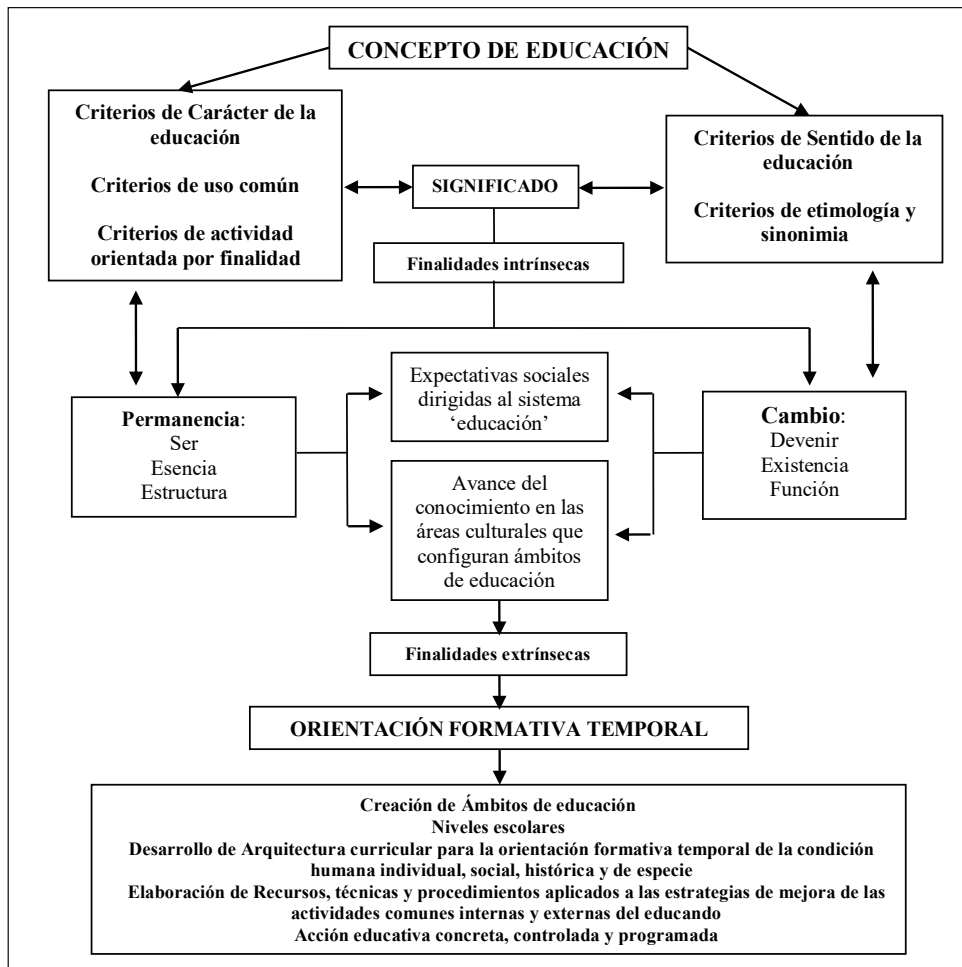 CONCEPTO DE EDUCACIÓN
Criterios de Carácter de la
educación
Criterios de uso común
Criterios de actividad
orientada por finalidad
SIGNIFICADO
Criterios de Sentido de la
educación
Criterios de etimología y
sinonimia
Finalidades intrínsecas
Permanencia:
Ser
Esencia
Estructura
Expectativas sociales
dirigidas al sistema
‘educación’
Avance del
conocimiento en las
áreas culturales que
configuran ámbitos
de educación
Cambio:
Devenir
Existencia
Función
Finalidades extrínsecas
ORIENTACIÓN FORMATIVA TEMPORAL
Creación de Ámbitos de educación
Niveles escolares
Desarrollo de Arquitectura curricular para la orientación formativa temporal de la condición
humana individual, social, histórica y de especie
Elaboración de Recursos, técnicas y procedimientos aplicados a las estrategias de mejora de las
actividades comunes internas y externas del educando
Acción educativa concreta, controlada y programada